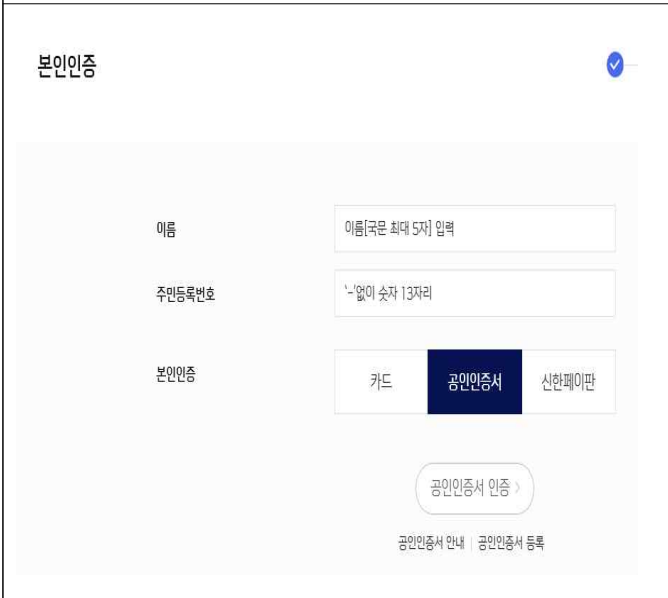 본인인증
이름
이름[국문 최대 5자] 입력
주민등록번호
'-'없이 숫자 13자리
본인인증
카드
공인인증서
신한페이판
공인인증서 인증 >
공인인증서 안내 | 공인인증서 등록